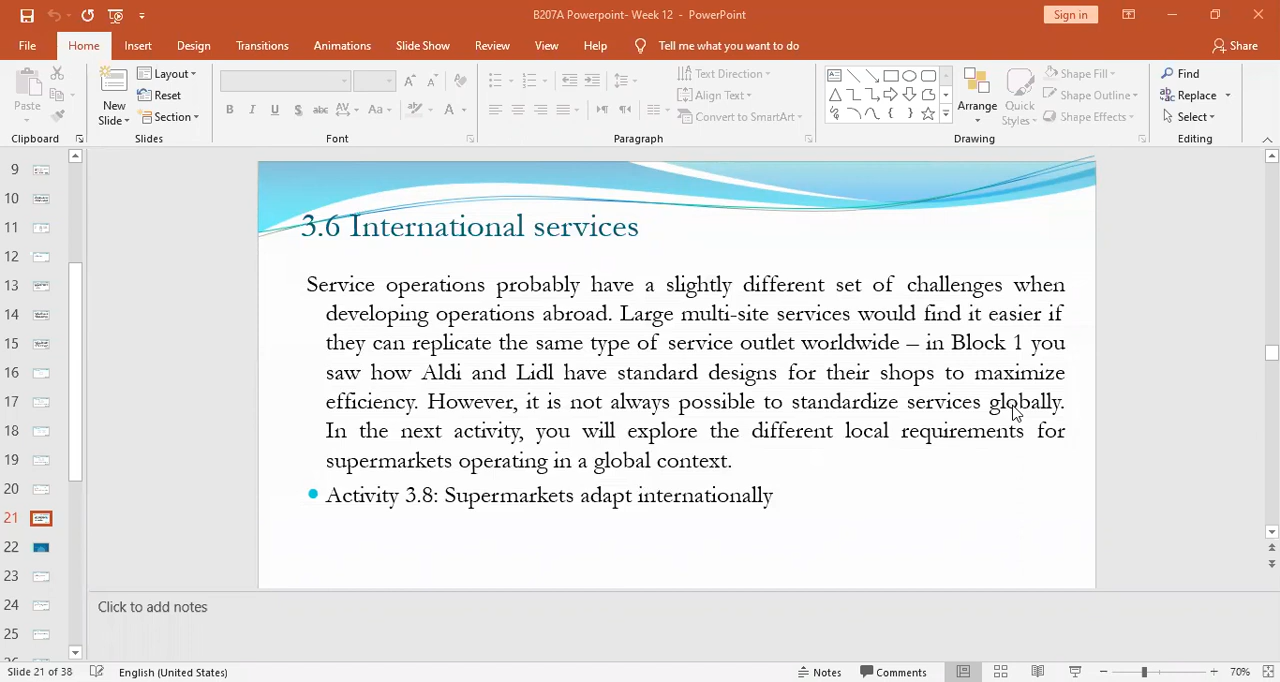 B207A Powerpoint- Week 12 - PowerPoint
Sign in
File Home Insert Design Transitions Animations Slide Show Review View Help Tell me what you want to do Share
Paste
New Slide
Layout
Reset
Section
B I U S abc AV Aa A
Text Direction
Align Text
Convert to SmartArt
Arrange
Quick Styles
Shape Fill
Shape Outline
Shape Effects
Find
Replace
Select
Clipboard Slides Font Paragraph Drawing Editing
9
10
11
12
13
14
15
16
17
18
19
20
21
22
23
24
25
3.6 International services
Service operations probably have a slightly different set of challenges when
developing operations abroad. Large multi-site services would find it easier if
they can replicate the same type of service outlet worldwide – in Block 1 you
saw how Aldi and Lidl have standard designs for their shops to maximize
efficiency. However, it is not always possible to standardize services globally.
In the next activity, you will explore the different local requirements for
supermarkets operating in a global context.
Activity 3.8: Supermarkets adapt internationally
Click to add notes
Slide 21 of 38 English (United States) Notes Comments 70%